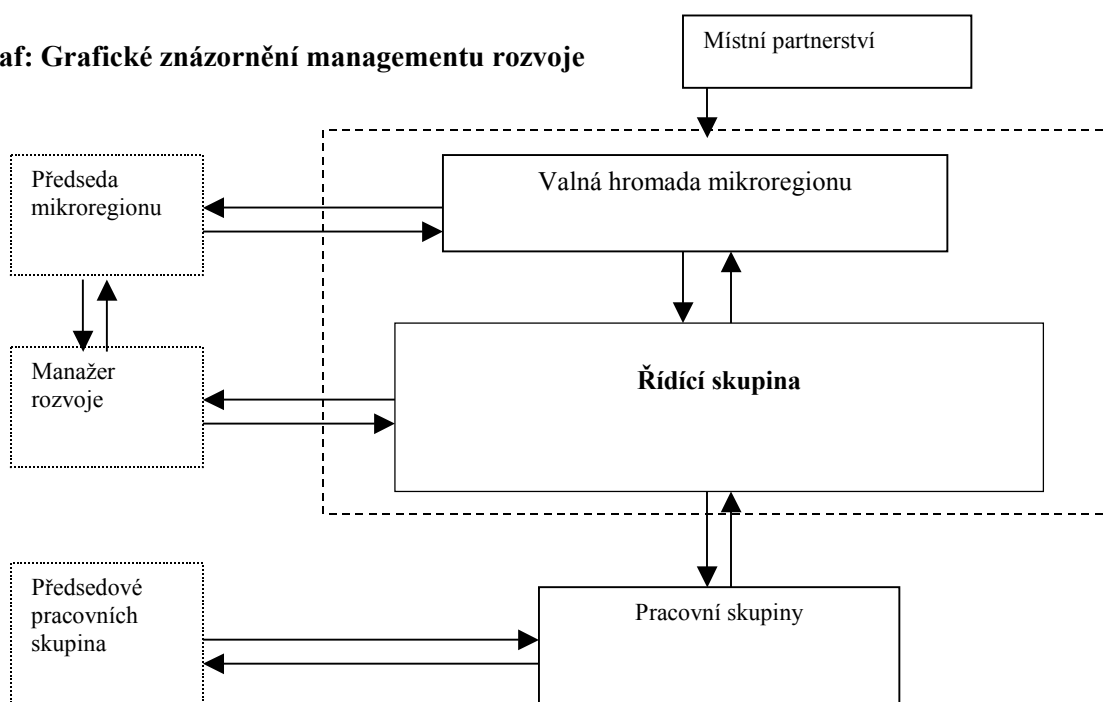 af: Grafické znázornění managementu rozvoje
Místní partnerství
Předseda
mikroregionu
Valná hromada mikroregionu
Manažer
rozvoje
Řídící skupina
Předsedové
pracovních
skupina
Pracovní skupiny